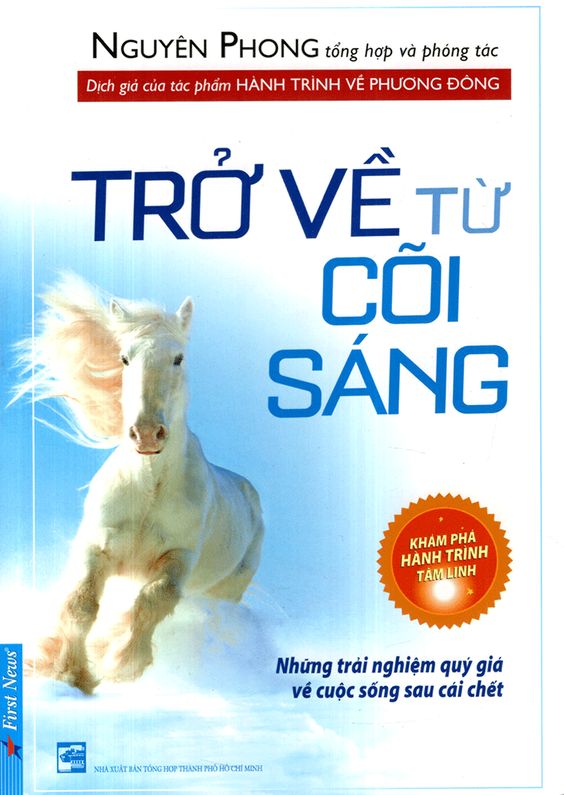 NGUYÊN PHONG tổng hợp và phóng tác
Dịch giả của tác phẩm HÀNH TRÌNH VỀ PHƯƠNG ĐÔNG
TRỞ VỀ TỪ
CÕI
SÁNG
KHÁM PHÁ
HÀNH TRÌNH
TÂM LINH
Những trải nghiệm quý giá
về cuộc sống sau cái chết
First News
NHÀ XUẤT BẢN TỔNG HỢP THÀNH PHỐ HỒ CHÍ MINH